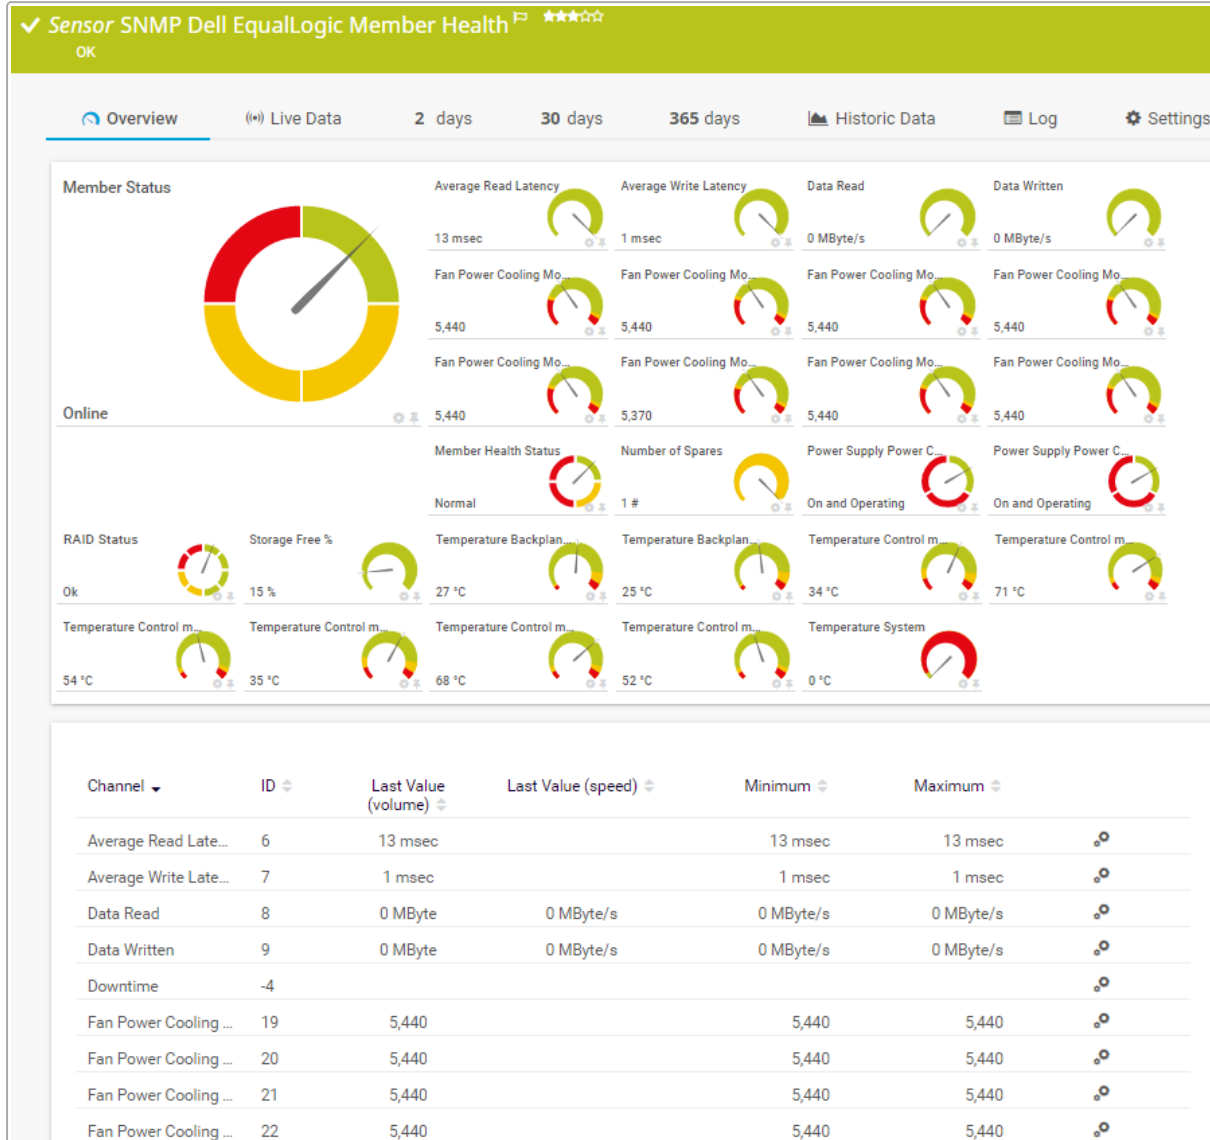 Sensor SNMP Dell EqualLogic Member Health
OK
Overview
Live Data
2 days
30 days
365 days
Historic Data
Log
Settings
Member Status
Online
Average Read Latency
13 msec
Average Write Latency
1 msec
Data Read
0 MByte/s
Data Written
0 MByte/s
Fan Power Cooling Mo...
5,440
Fan Power Cooling Mo...
5,440
Fan Power Cooling Mo...
5,440
Fan Power Cooling Mo...
5,440
Fan Power Cooling Mo...
5,440
Fan Power Cooling Mo...
5,370
Fan Power Cooling Mo...
5,440
Fan Power Cooling Mo...
5,440
Member Health Status
Normal
Number of Spares
1 #
Power Supply Power C...
On and Operating
Power Supply Power C...
On and Operating
RAID Status
Ok
Storage Free %
15 %
Temperature Backplan...
27 °C
Temperature Backplan...
25 °C
Temperature Control m...
34 °C
Temperature Control m...
71 °C
Temperature Control m...
54 °C
Temperature Control m...
35 °C
Temperature Control m...
68 °C
Temperature Control m...
52 °C
Temperature System
0 °C
Channel ID Last Value (volume) Last Value (speed) Minimum Maximum
Average Read Late... 6 13 msec 13 msec 13 msec
Average Write Late... 7 1 msec 1 msec 1 msec
Data Read 8 0 MByte 0 MByte/s 0 MByte/s 0 MByte/s
Data Written 9 0 MByte 0 MByte/s 0 MByte/s 0 MByte/s
Downtime -4
Fan Power Cooling ... 19 5,440 5,440 5,440
Fan Power Cooling ... 20 5,440 5,440 5,440
Fan Power Cooling ... 21 5,440 5,440 5,440
Fan Power Cooling ... 22 5,440 5,440 5,440